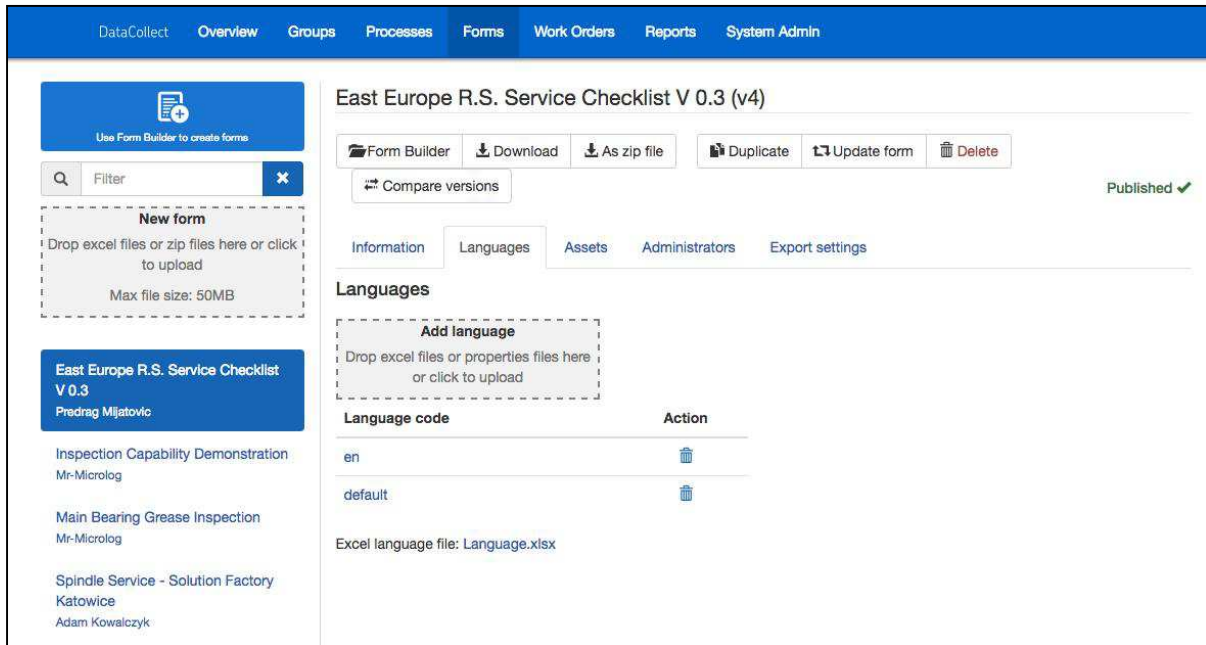 DataCollect Overview Groups Processes Forms Work Orders Reports System Admin
Use Form Builder to create forms
Filter
New form
Drop excel files or zip files here or click
to upload
Max file size: 50MB
East Europe R.S. Service Checklist
V 0.3
Predrag Mijatovic
Inspection Capability Demonstration
Mr-Microlog
Main Bearing Grease Inspection
Mr-Microlog
Spindle Service - Solution Factory
Katowice
Adam Kowalczyk
East Europe R.S. Service Checklist V 0.3 (v4)
Form Builder Download As zip file Duplicate Update form Delete
Compare versions
Published
Information Languages Assets Administrators Export settings
Languages
Add language
Drop excel files or properties files here
or click to upload
Language code Action
en
default
Excel language file: Language.xlsx